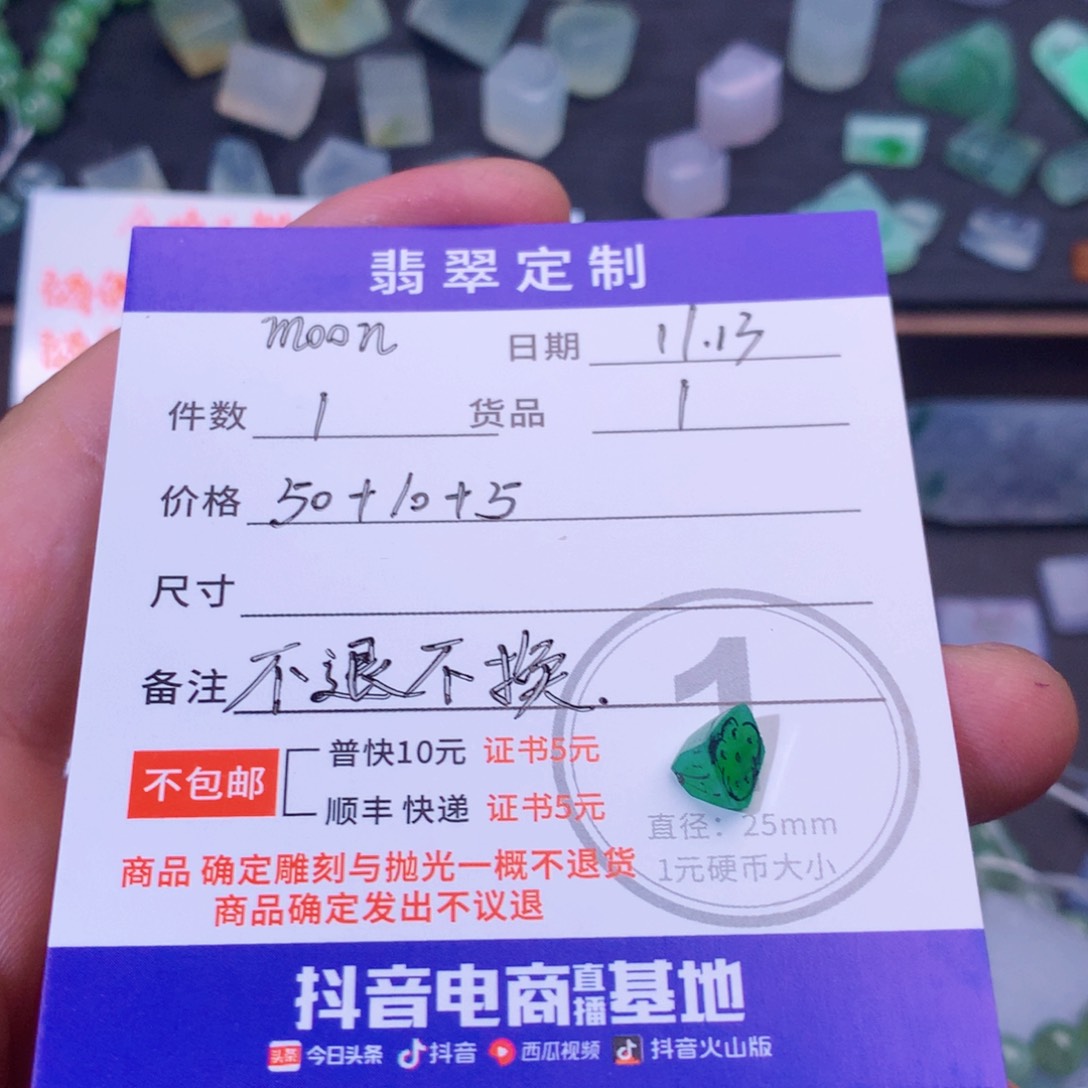 翡翠定制
moon 日期 11.13
件数 1 货品 1
价格 50+10+5
尺寸
备注 不退不换.
1
不包邮
普快10元 证书5元
顺丰 快递 证书5元
直径：25mm
1元硬币大小
商品 确定雕刻与抛光一概不退货
商品确定发出不议退
抖音电商直播基地
头条 今日头条 抖音 西瓜视频 抖音火山版